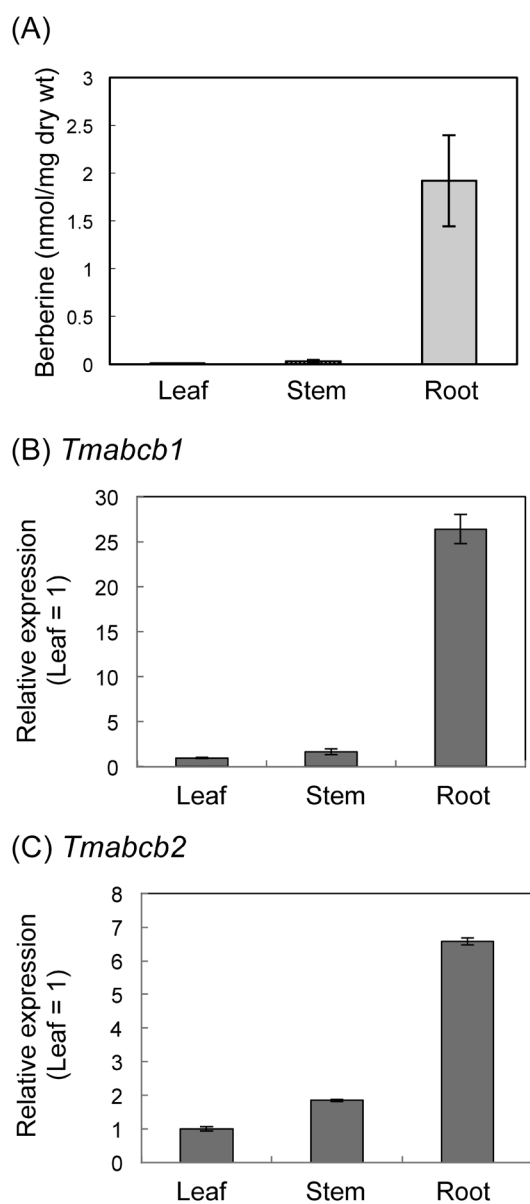 (A)
Berberine (nmol/mg dry wt)
3
2.5
2
1.5
1
0.5
0
Leaf Stem Root
(B) Tmabcb1
Relative expression
(Leaf = 1)
30
25
20
15
10
5
0
Leaf Stem Root
(C) Tmabcb2
Relative expression
(Leaf = 1)
8
7
6
5
4
3
2
1
0
Leaf Stem Root